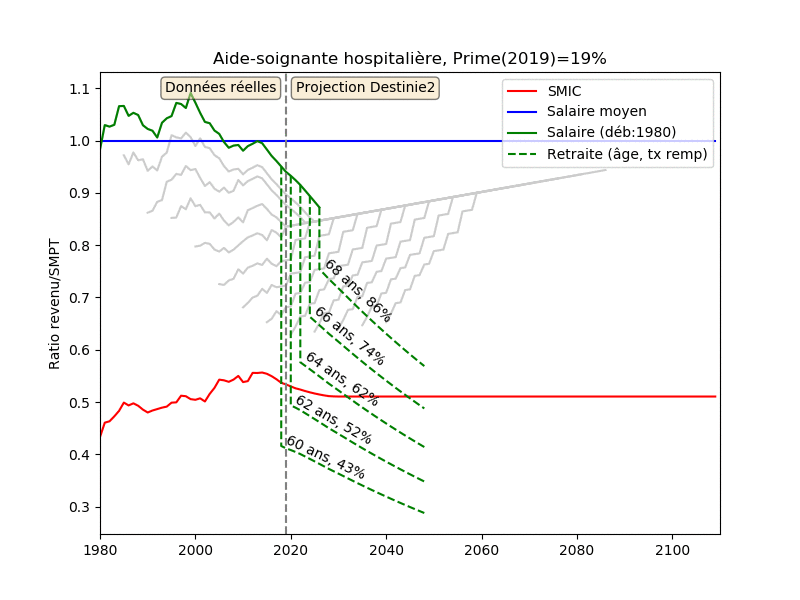 Aide-soignante hospitalière, Prime(2019)=19%
Données réelles
Projection Destinie2
SMIC
Salaire moyen
Salaire (déb:1980)
Retraite (âge, tx remp)
Ratio revenu/SMPT
1.1
1.0
0.9
0.8
0.7
0.6
0.5
0.4
0.3
68 ans, 86%
66 ans, 74%
64 ans, 62%
62 ans, 52%
60 ans, 43%
1980
2000
2020
2040
2060
2080
2100